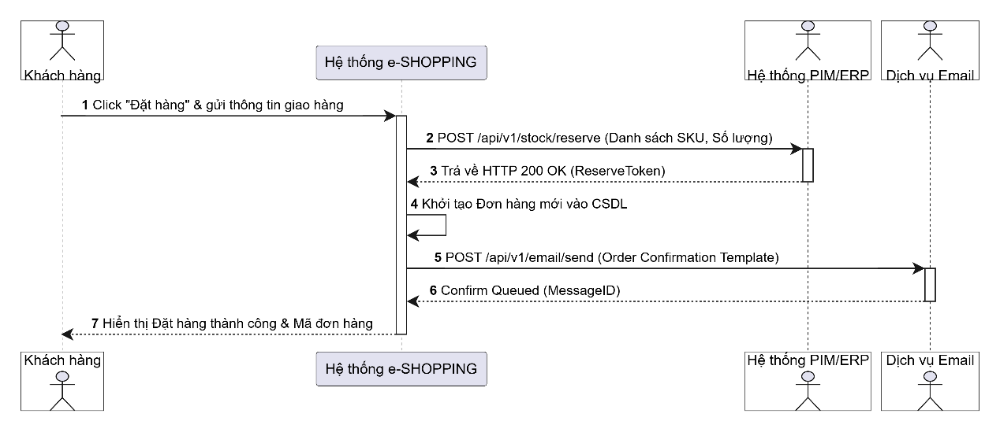 Khách hàng
Hệ thống e-SHOPPING
Hệ thống PIM/ERP
Dịch vụ Email
1 Click "Đặt hàng" & gửi thông tin giao hàng
2 POST /api/v1/stock/reserve (Danh sách SKU, Số lượng)
3 Trả về HTTP 200 OK (ReserveToken)
4 Khởi tạo Đơn hàng mới vào CSDL
5 POST /api/v1/email/send (Order Confirmation Template)
6 Confirm Queued (MessageID)
7 Hiển thị Đặt hàng thành công & Mã đơn hàng
Khách hàng
Hệ thống e-SHOPPING
Hệ thống PIM/ERP
Dịch vụ Email